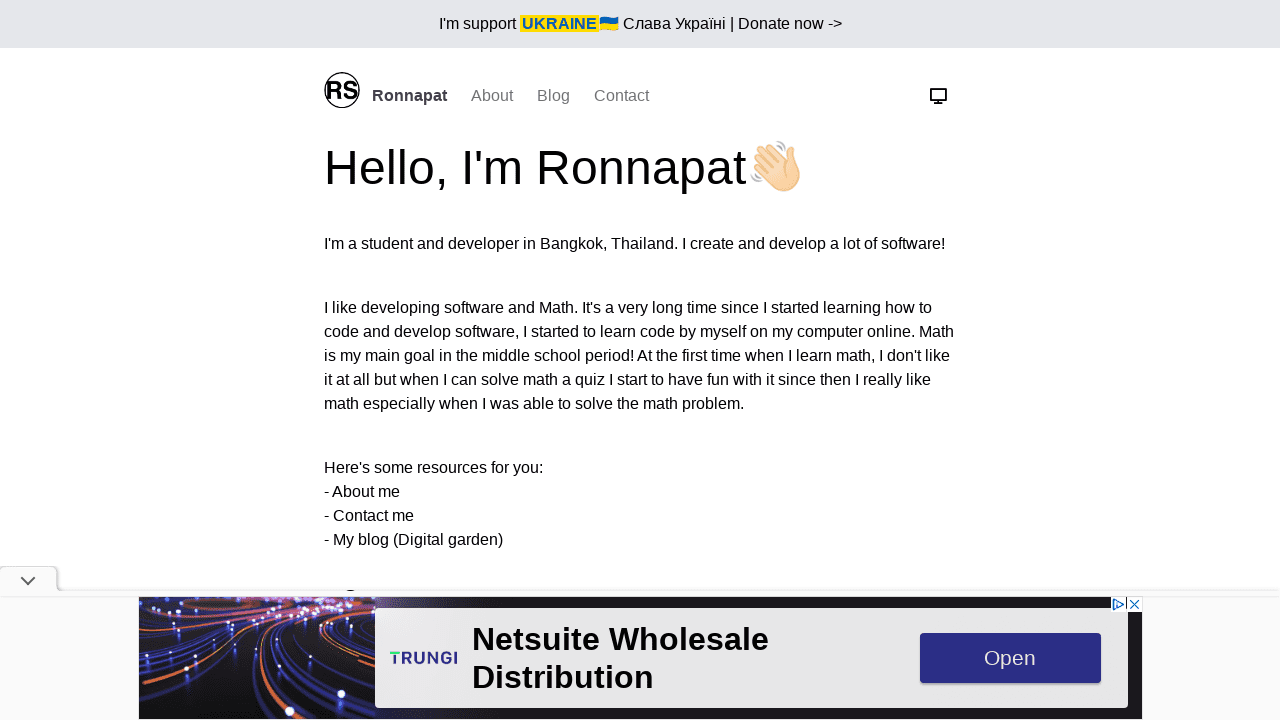 I'm support UKRAINE🇺🇦 Слава Україні | Donate now ->
RS Ronnapat About Blog Contact
Hello, I'm Ronnapat👋🏻
I'm a student and developer in Bangkok, Thailand. I create and develop a lot of software!
I like developing software and Math. It's a very long time since I started learning how to
code and develop software, I started to learn code by myself on my computer online. Math
is my main goal in the middle school period! At the first time when I learn math, I don't like
it at all but when I can solve math a quiz I start to have fun with it since then I really like
math especially when I was able to solve the math problem.
Here's some resources for you:
- About me
- Contact me
- My blog (Digital garden)
TRUNGI
Netsuite Wholesale
Distribution
Open